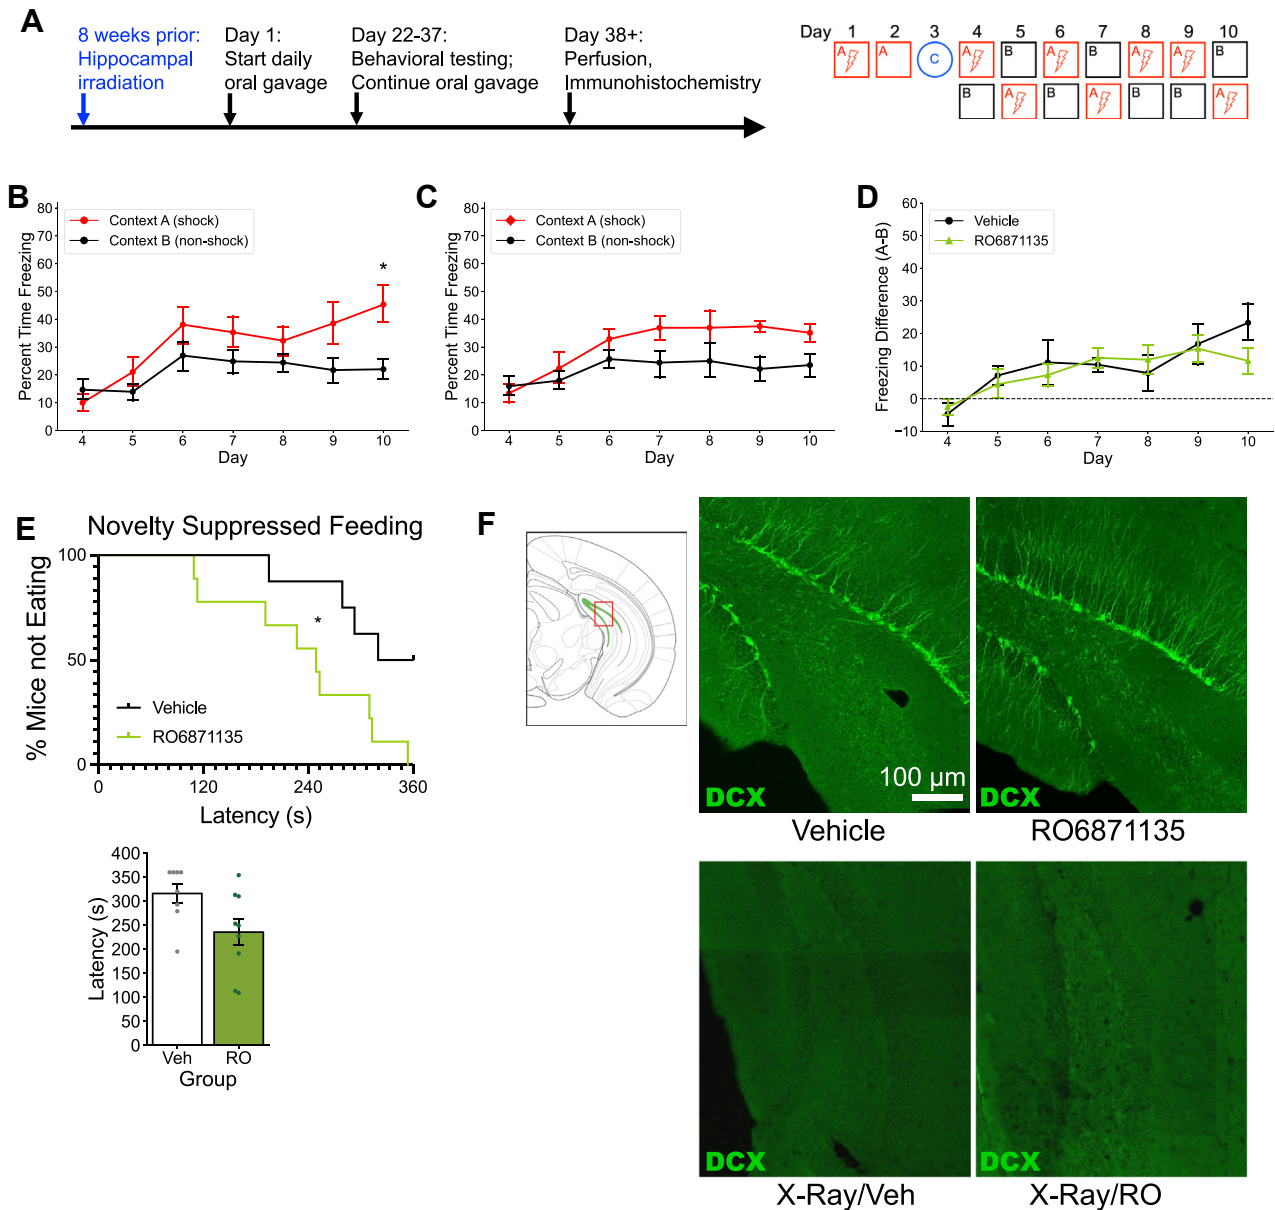 A
8 weeks prior:
Hippocampal
irradiation
Day 1:
Start daily
oral gavage
Day 22-37:
Behavioral testing;
Continue oral gavage
Day 38+:
Perfusion,
Immunohistochemistry
Day 1 2 3 4 5 6 7 8 9 10
A A C A B A B A A B
B A B A B B A
B
Percent Time Freezing
80
70
60
50
40
30
20
10
0
Context A (shock)
Context B (non-shock)
*
4 5 6 7 8 9 10
Day
C
Percent Time Freezing
80
70
60
50
40
30
20
10
0
Context A (shock)
Context B (non-shock)
4 5 6 7 8 9 10
Day
D
Freezing Difference (A-B)
60
50
40
30
20
10
0
−10
Vehicle
RO6871135
4 5 6 7 8 9 10
Day
E
Novelty Suppressed Feeding
% Mice not Eating
100
50
0
*
Vehicle
RO6871135
0 120 240 360
Latency (s)
Latency (s)
400
350
300
250
200
150
100
50
0
Veh RO
Group
F
DCX
100 µm
Vehicle
DCX
RO6871135
DCX
X-Ray/Veh
DCX
X-Ray/RO